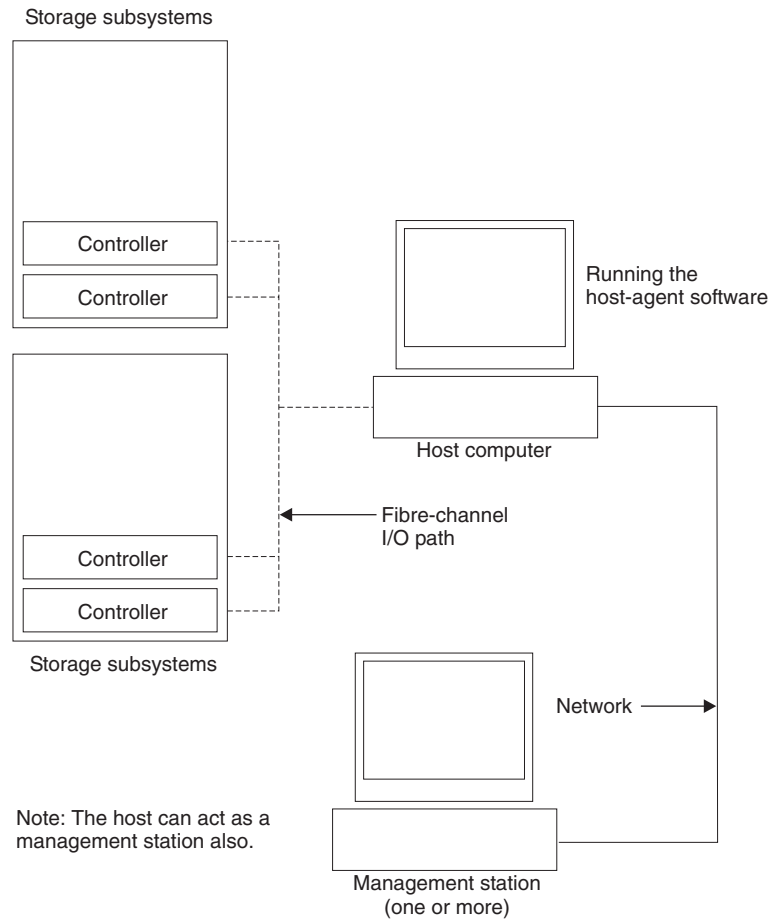 Storage subsystems
Controller
Controller
Running the
host-agent software
Host computer
Fibre-channel
I/O path
Controller
Controller
Storage subsystems
Network
Note: The host can act as a
management station also.
Management station
(one or more)